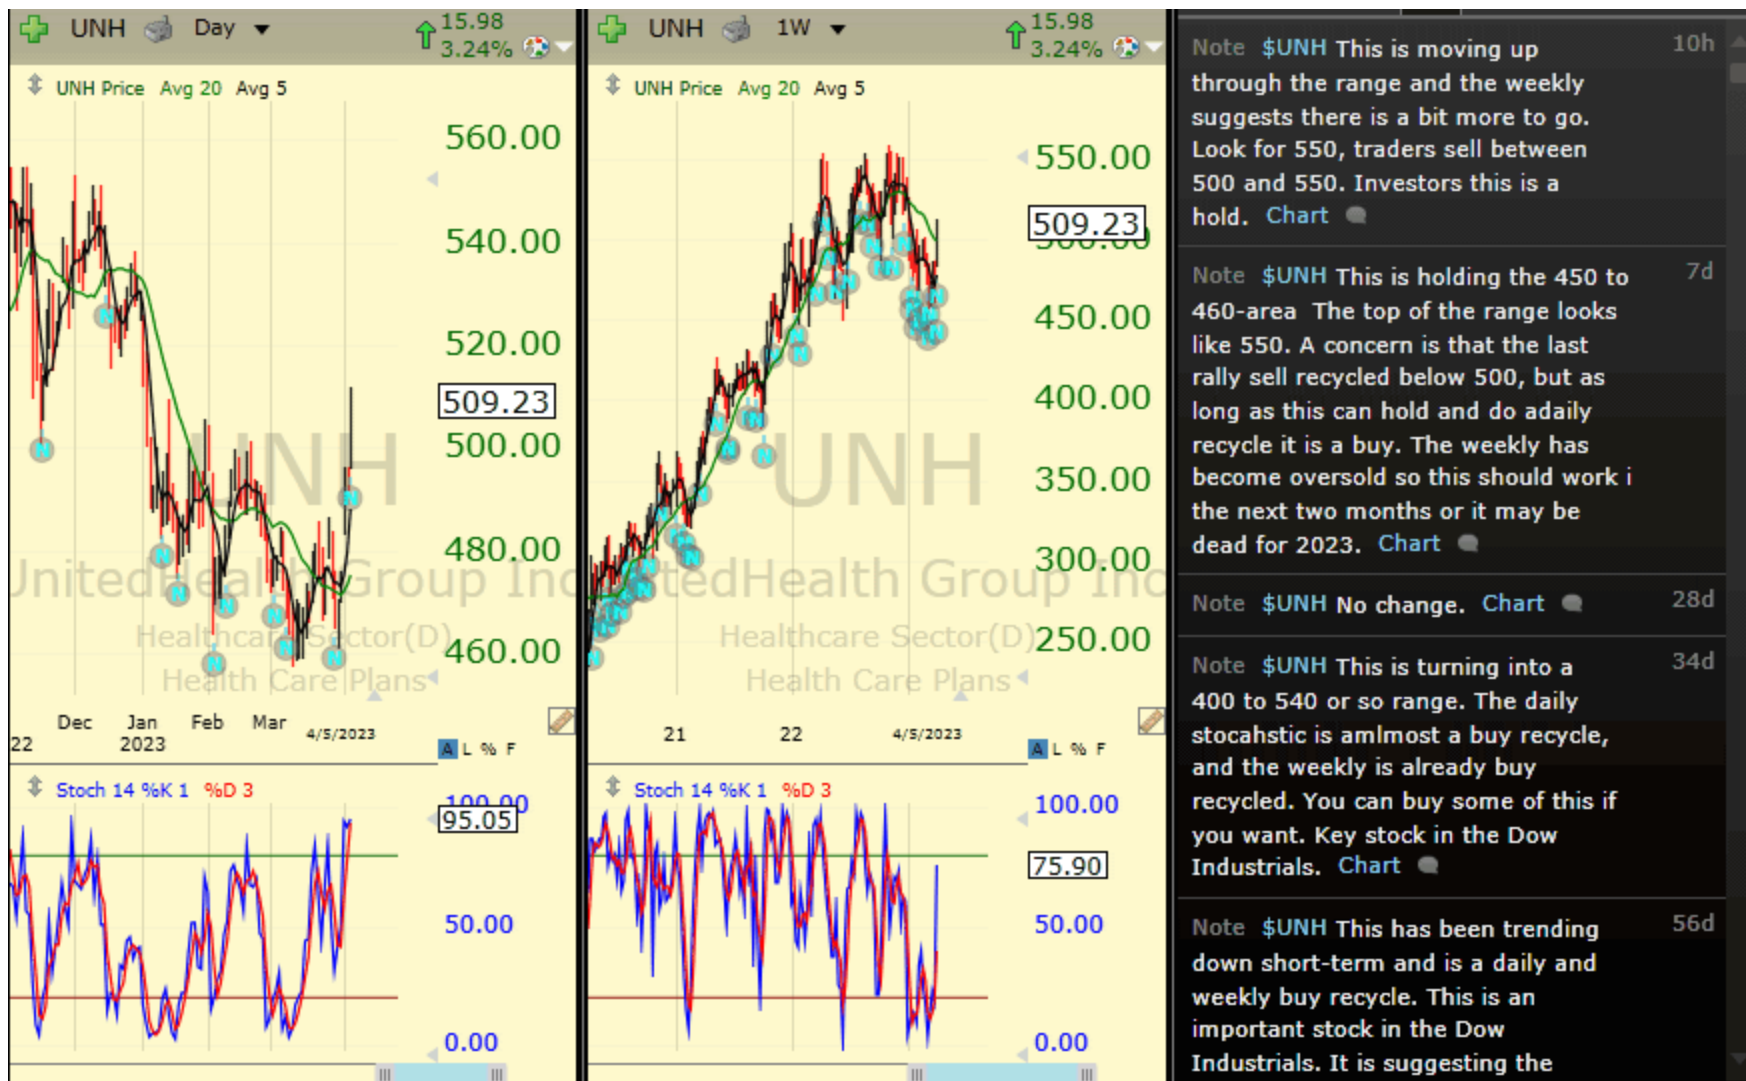 UNH Day 15.98
3.24%
UNH Price Avg 20 Avg 5
560.00
540.00
520.00
509.23
500.00
480.00
460.00
UNH
UnitedHealth Group Inc
Healthcare Sector(D)
Health Care Plans
N
N
N
N
N
N
N
N
N
N
Dec Jan Feb Mar 4/5/2023
22 2023
A L % F
Stoch 14 %K 1 %D 3
100.00
95.05
50.00
0.00
UNH 1W 15.98
3.24%
UNH Price Avg 20 Avg 5
550.00
509.23
500.00
450.00
400.00
350.00
300.00
250.00
UNH
UnitedHealth Group Inc
Healthcare Sector(D)
Health Care Plans
21 22 4/5/2023
A L % F
Stoch 14 %K 1 %D 3
100.00
75.90
50.00
0.00
Note $UNH This is moving up 10h
through the range and the weekly
suggests there is a bit more to go.
Look for 550, traders sell between
500 and 550. Investors this is a
hold. Chart
Note $UNH This is holding the 450 to 7d
460-area The top of the range looks
like 550. A concern is that the last
rally sell recycled below 500, but as
long as this can hold and do adaily
recycle it is a buy. The weekly has
become oversold so this should work i
the next two months or it may be
dead for 2023. Chart
Note $UNH No change. Chart 28d
Note $UNH This is turning into a 34d
400 to 540 or so range. The daily
stocahstic is amlmost a buy recycle,
and the weekly is already buy
recycled. You can buy some of this if
you want. Key stock in the Dow
Industrials. Chart
Note $UNH This has been trending 56d
down short-term and is a daily and
weekly buy recycle. This is an
important stock in the Dow
Industrials. It is suggesting the